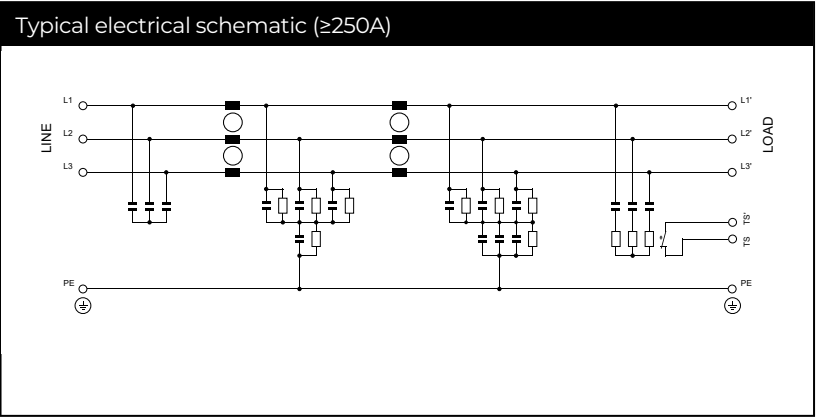 Typical electrical schematic (≥250A)
L1
L1'
L2
L2'
LINE
LOAD
L3
L3'
TS'
TS
PE
PE